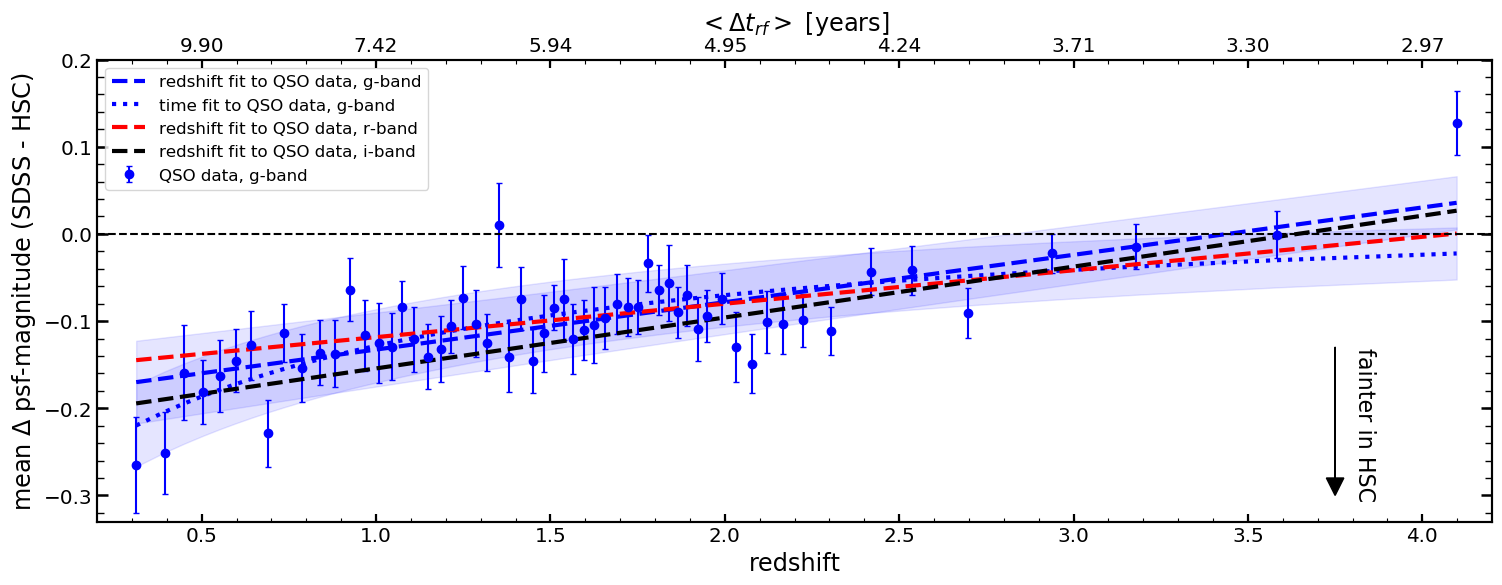 < Δt_rf > [years]
9.90 7.42 5.94 4.95 4.24 3.71 3.30 2.97
mean Δ psf-magnitude (SDSS - HSC)
0.2
0.1
0.0
−0.1
−0.2
−0.3
redshift fit to QSO data, g-band
time fit to QSO data, g-band
redshift fit to QSO data, r-band
redshift fit to QSO data, i-band
QSO data, g-band
fainter in HSC
0.5 1.0 1.5 2.0 2.5 3.0 3.5 4.0
redshift